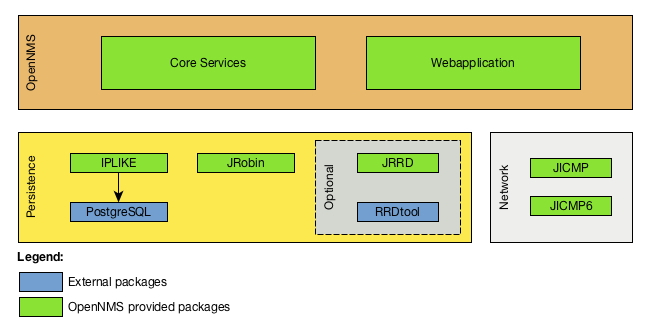 OpenNMS
Core Services
Webapplication
Persistence
IPLIKE
JRobin
PostgreSQL
Optional
JRRD
RRDtool
Network
JICMP
JICMP6
Legend:
External packages
OpenNMS provided packages